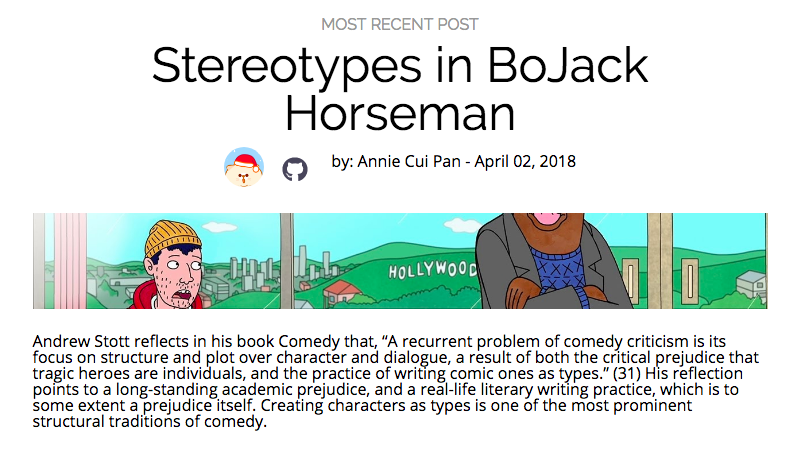 MOST RECENT POST
Stereotypes in BoJack
Horseman
by: Annie Cui Pan - April 02, 2018
HOLLYWOOD
Andrew Stott reflects in his book Comedy that, “A recurrent problem of comedy criticism is its
focus on structure and plot over character and dialogue, a result of both the critical prejudice that
tragic heroes are individuals, and the practice of writing comic ones as types.” (31) His reflection
points to a long-standing academic prejudice, and a real-life literary writing practice, which is to
some extent a prejudice itself. Creating characters as types is one of the most prominent
structural traditions of comedy.